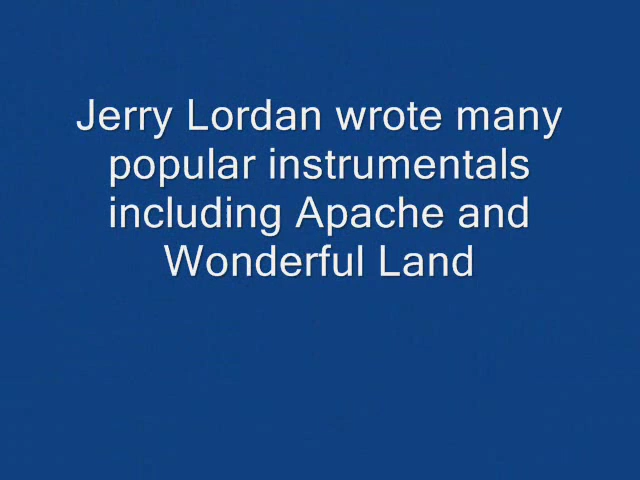 Jerry Lordan wrote many
popular instrumentals
including Apache and
Wonderful Land